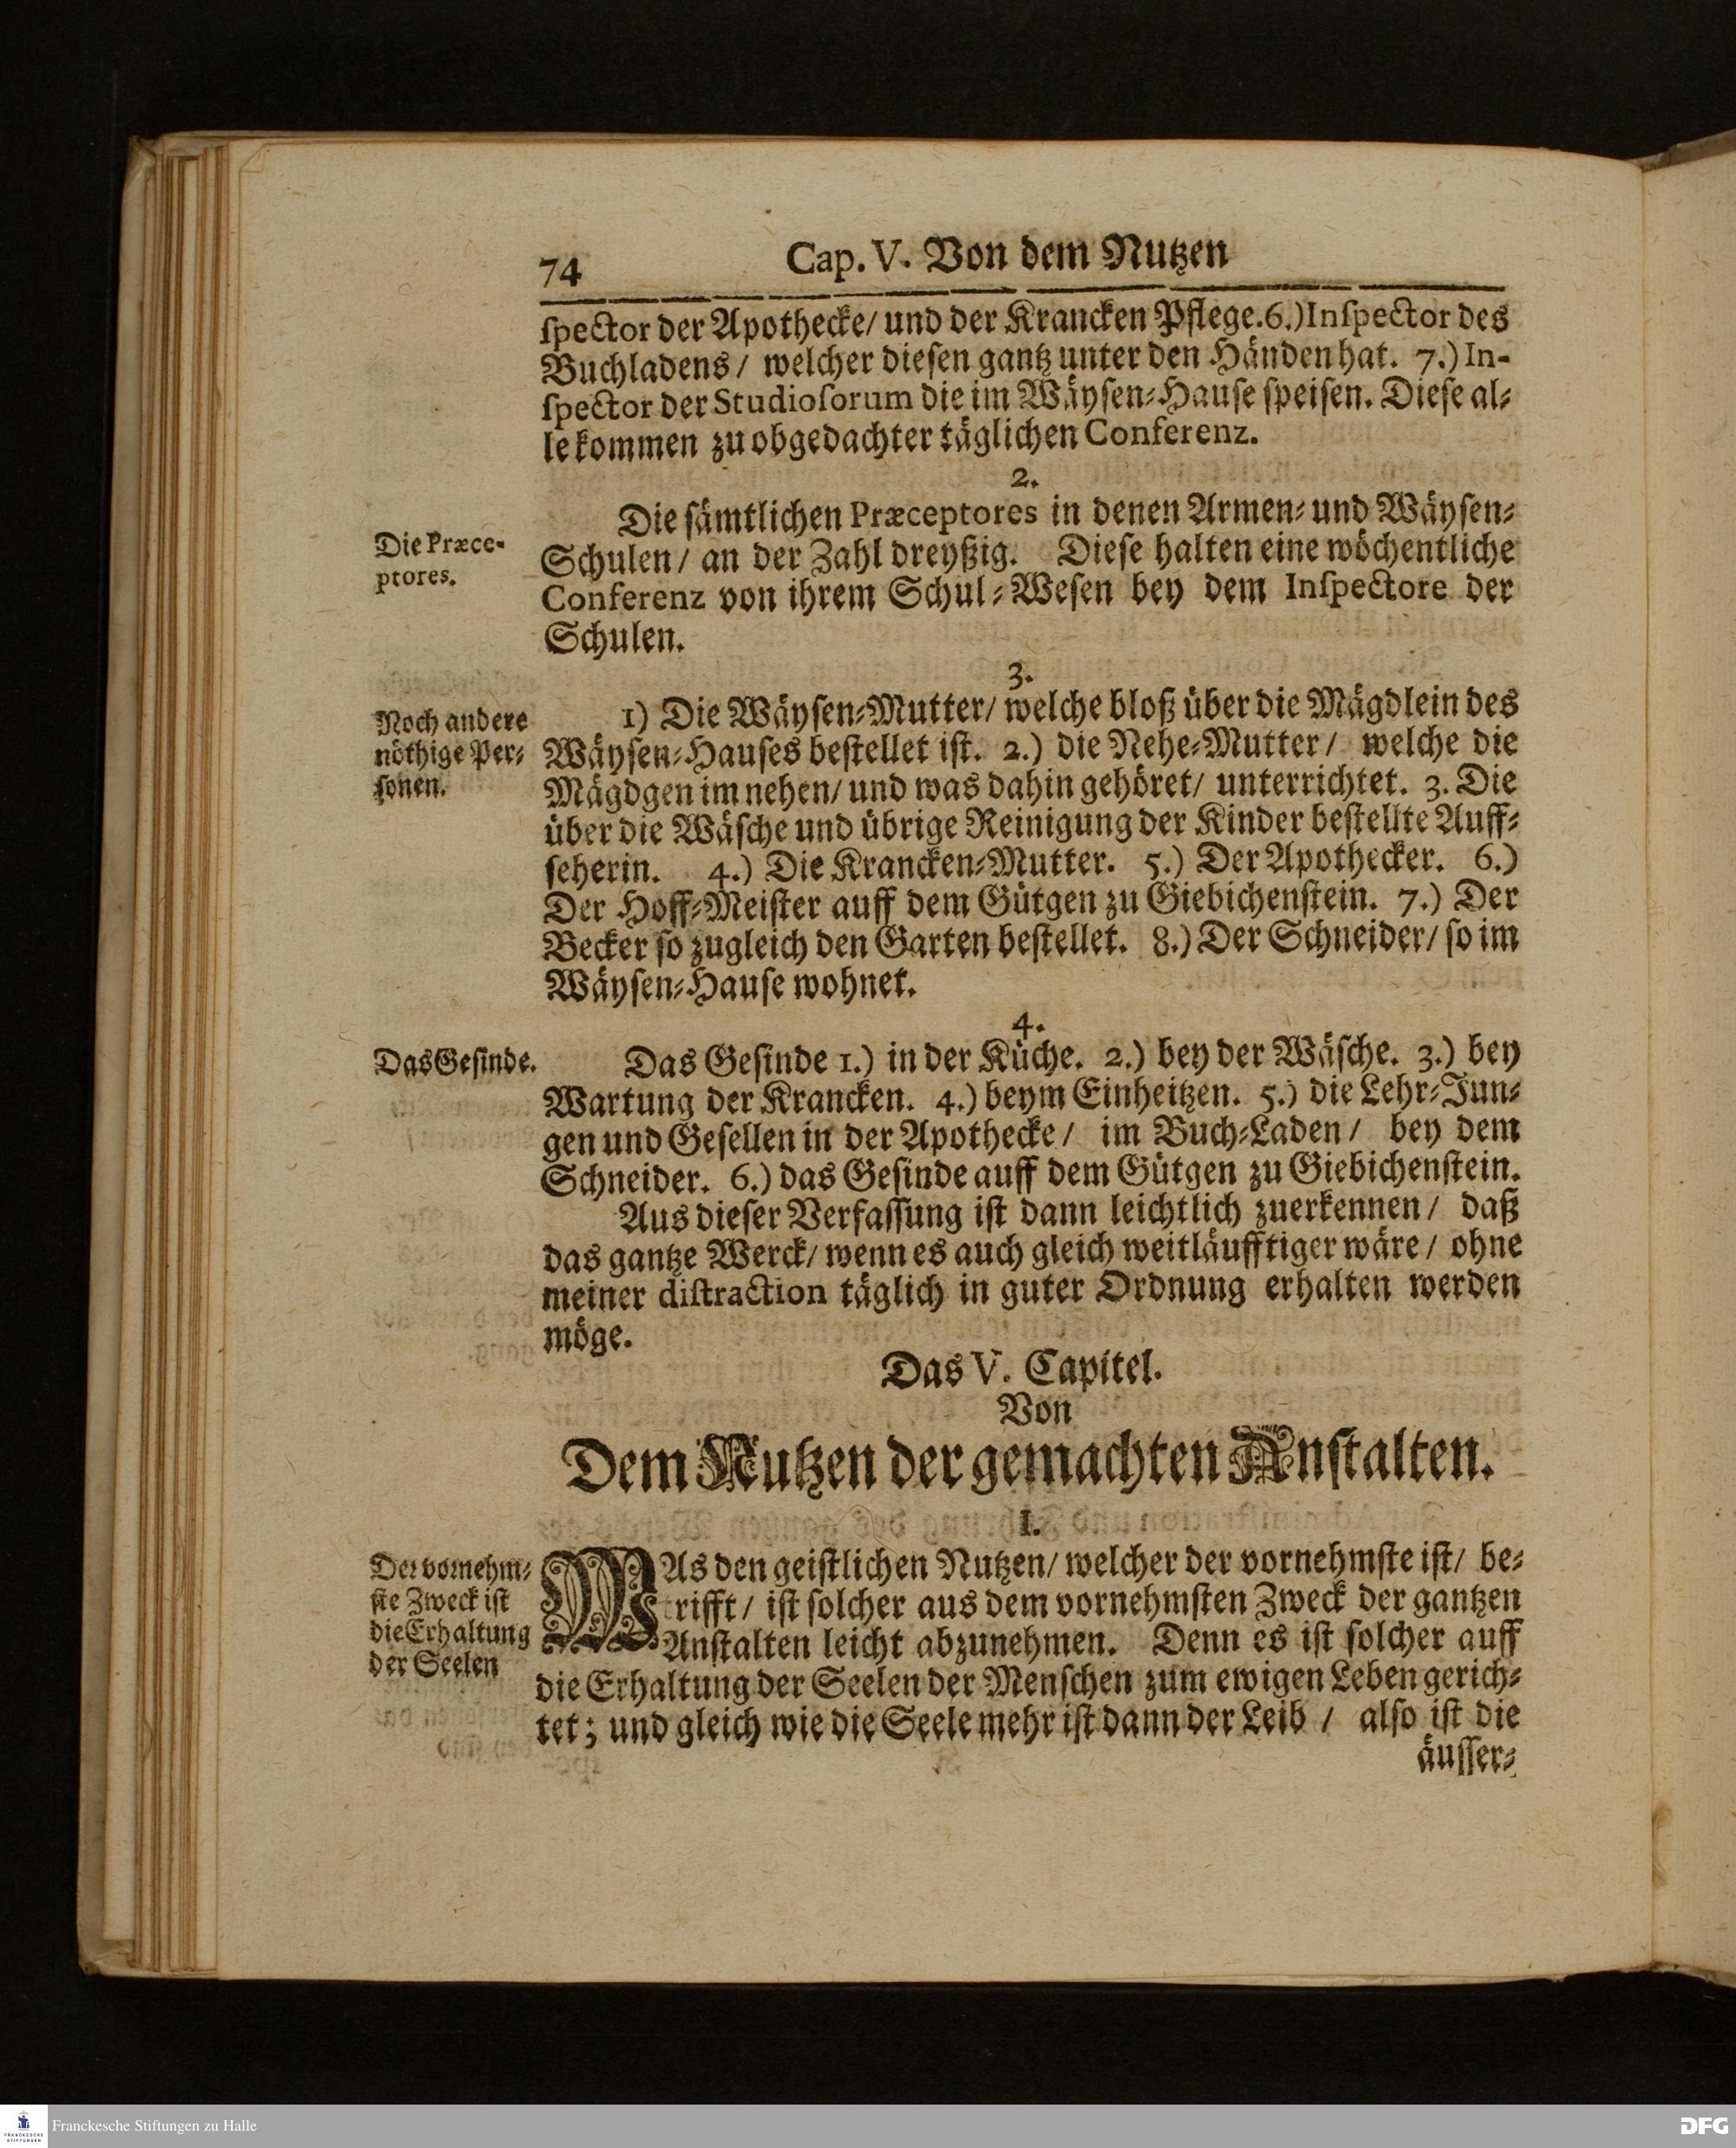 74
Cap. V. Von dem Nutzen
ſpector der Apothecke/ und der Krancken Pflege. 6.) Inſpector des
Buchladens/ welcher dieſen gantz unter den Händen hat. 7.) In-
ſpector der Studioſorum die im Wäyſen-Hauſe ſpeiſen. Dieſe al-
le kommen zu obgedachter täglichen Conferenz.
2.
Die Præce-
ptores.
Die ſämtlichen Præceptores in denen Armen- und Wäyſen-
Schulen/ an der Zahl dreyßig. Dieſe halten eine wöchentliche
Conferenz von ihrem Schul-Weſen bey dem Inſpectore der
Schulen.
3.
Noch andere
nöthige Per-
ſonen.
1) Die Wäyſen-Mutter/ welche bloß über die Mägdlein des
Wäyſen-Hauſes beſtellet iſt. 2.) die Nehe-Mutter/ welche die
Mägdgen im nehen/ und was dahin gehöret/ unterrichtet. 3. Die
über die Wäſche und übrige Reinigung der Kinder beſtellte Auff-
ſeherin. 4.) Die Krancken-Mutter. 5.) Der Apothecker. 6.)
Der Hoff-Meiſter auff dem Gütgen zu Giebichenſtein. 7.) Der
Becker ſo zugleich den Garten beſtellet. 8.) Der Schneider/ ſo im
Wäyſen-Hauſe wohnet.
4.
Das Geſinde.
Das Geſinde 1.) in der Küche. 2.) bey der Wäſche. 3.) bey
Wartung der Krancken. 4.) beym Einheitzen. 5.) die Lehr-Jun-
gen und Geſellen in der Apothecke/ im Buch-Laden/ bey dem
Schneider. 6.) das Geſinde auff dem Gütgen zu Giebichenſtein.
Aus dieſer Verfaſſung iſt dann leichtlich zuerkennen/ daß
das gantze Werck/ wenn es auch gleich weitläufftiger wäre/ ohne
meiner diſtraction täglich in guter Ordnung erhalten werden
möge.
Das V. Capitel.
Von
Dem Nutzen der gemachten Anſtalten.
I.
Der vornehm-
ſte Zweck iſt
die Erhaltung
der Seelen
WAs den geiſtlichen Nutzen/ welcher der vornehmſte iſt/ be-
trifft/ iſt ſolcher aus dem vornehmſten Zweck der gantzen
Anſtalten leicht abzunehmen. Denn es iſt ſolcher auff
die Erhaltung der Seelen der Menſchen zum ewigen Leben gerich-
tet; und gleich wie die Seele mehr iſt dann der Leib/ alſo iſt die
äuſſer-
FRANCKESCHE
STIFTUNGEN
Franckesche Stiftungen zu Halle
DFG